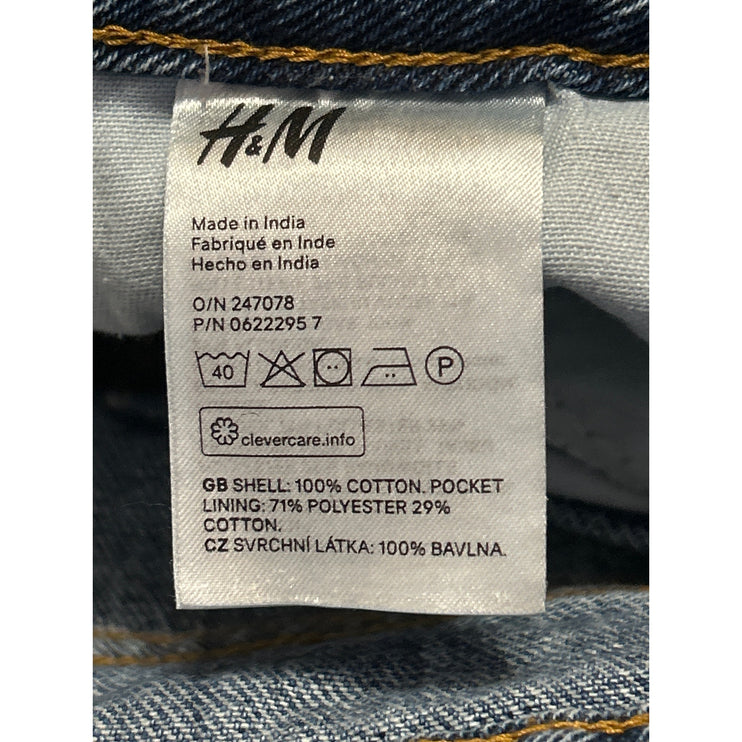 H&M
Made in India
Fabriqué en Inde
Hecho en India
O/N 247078
P/N 0622295 7
40 P
clevercare.info
GB SHELL: 100% COTTON. POCKET
LINING: 71% POLYESTER 29%
COTTON.
CZ SVRCHNÍ LÁTKA: 100% BAVLNA.